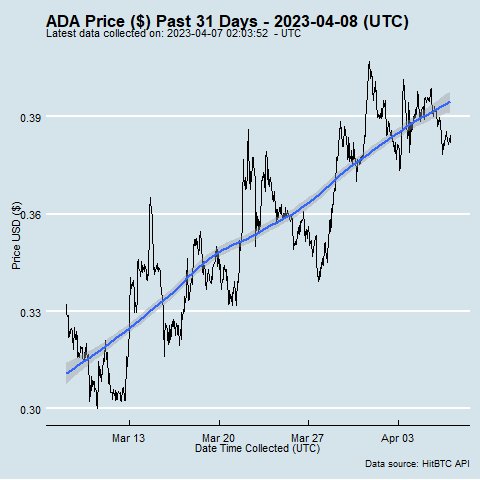 ADA Price ($) Past 31 Days - 2023-04-08 (UTC)
Latest data collected on: 2023-04-07 02:03:52 - UTC
0.39
0.36
Price USD ($)
0.33
0.30
Mar 13 Mar 20 Mar 27 Apr 03
Date Time Collected (UTC)
Data source: HitBTC API